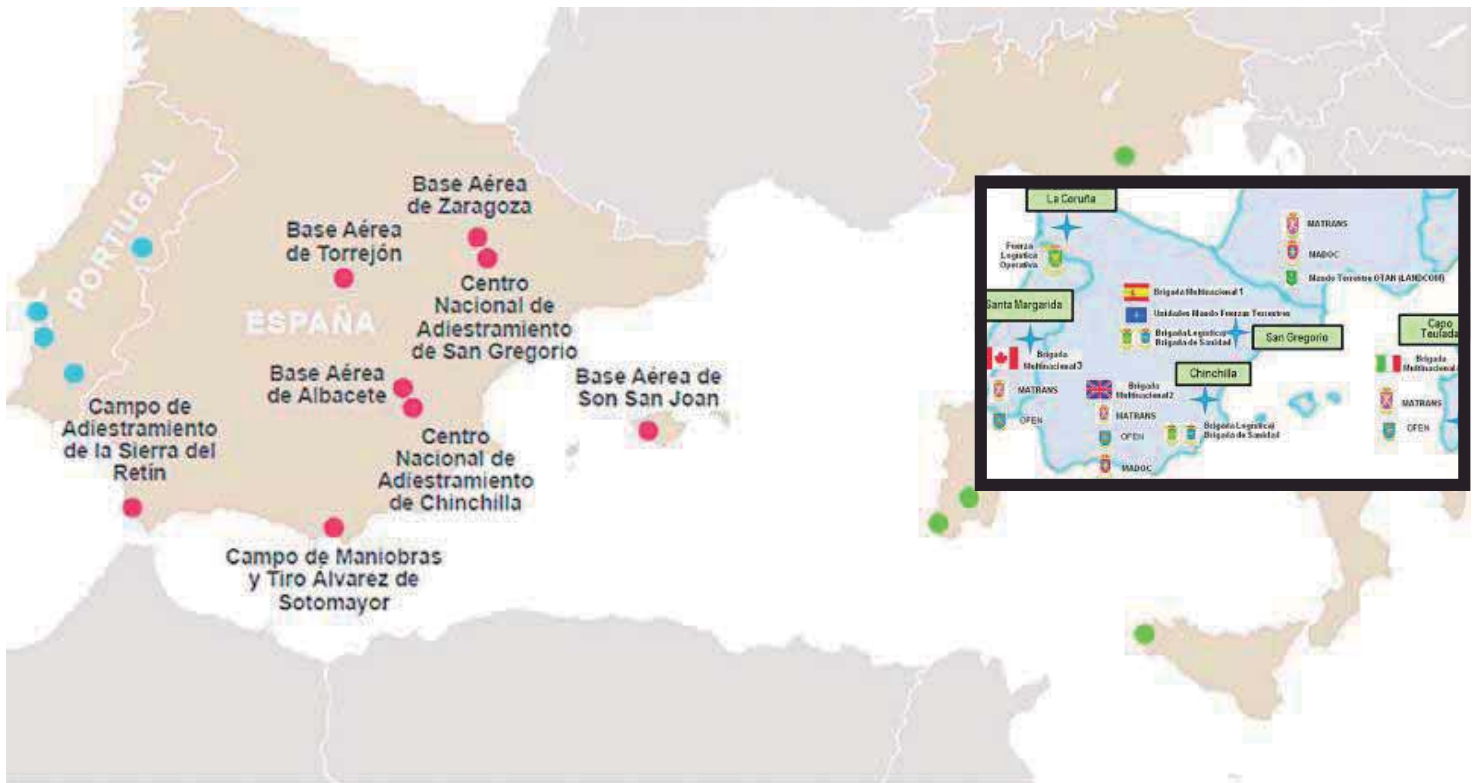 PORTUGAL
ESPAÑA
Base Aérea
de Zaragoza
Base Aérea
de Torrejón
Centro
Nacional de
Adiestramiento
de San Gregorio
Base Aérea
de Albacete
Base Aérea de
Son San Joan
Campo de
Adiestramiento
de la Sierra del
Retín
Centro
Nacional de
Adiestramiento
de Chinchilla
Campo de Maniobras
y Tiro Álvarez de
Sotomayor
La Coruña
Fuerza
Logística
Operativa
MATRANS
MADOC
Mando Terrestre OTAN (LANDCOM)
Santa Margarida
Brigada Multinacional 1
Unidades Mando Fuerzas Terrestres
Brigada Logística/
Brigada de Sanidad
San Gregorio
Capo
Teulada
Brigada
Multinacional 3
MATRANS
OFEN
Chinchilla
Brigada
Multinacional 2
MATRANS
OFEN
MADOC
Brigada Logística/
Brigada de Sanidad
Brigada
Multinacional
MATRANS
OFEN